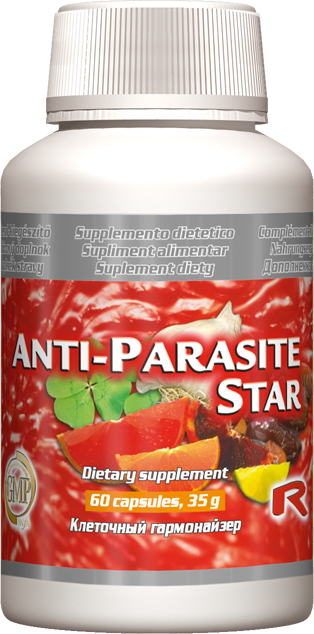 Supplemento dietetico
Supliment alimentar
Suplement diety
ANTI-PARASITE
STAR
Dietary supplement
60 capsules, 35 g
Клеточный гармонайзер
GMP
R